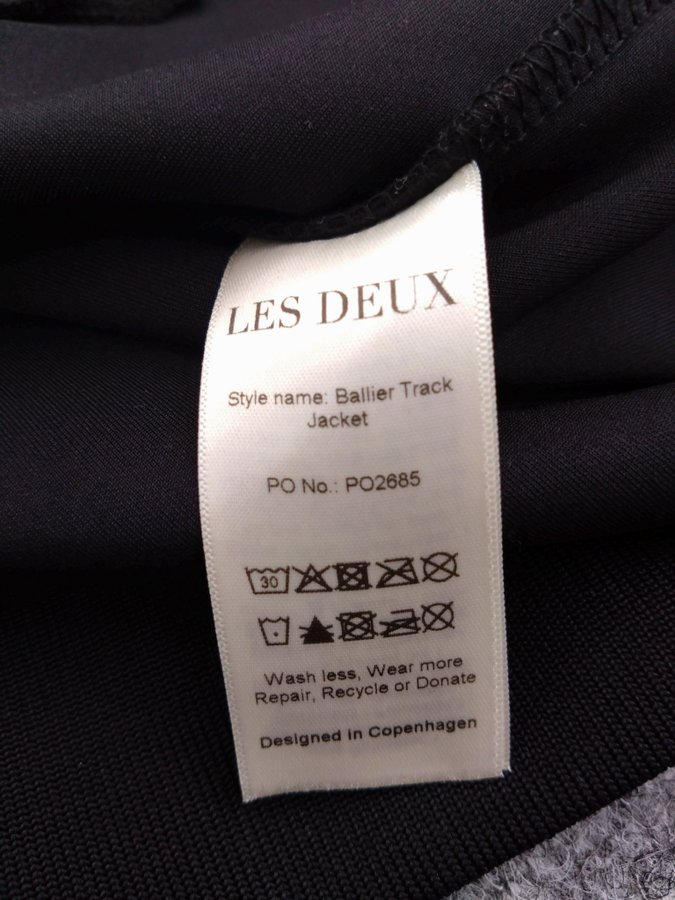 LES DEUX
Style name: Ballier Track
Jacket
PO No.: PO2685
30
Wash less, Wear more
Repair, Recycle or Donate
Designed in Copenhagen